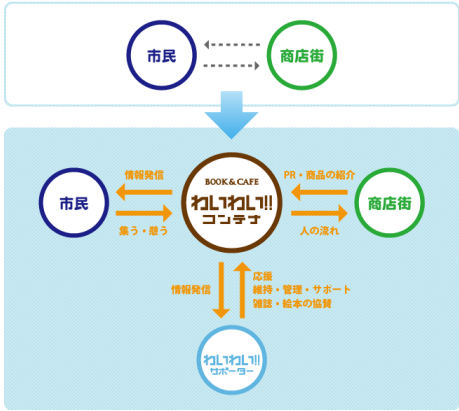 市民
商店街
情報発信
BOOK & CAFE
わいわい!!
コンテナ
PR・商品の紹介
市民
商店街
集う・憩う
人の流れ
情報発信
応援
維持・管理・サポート
雑誌・絵本の協賛
わいわい!!
サポーター